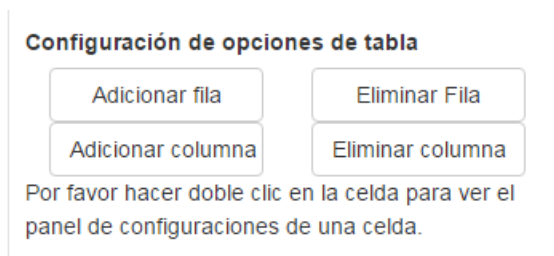 Configuración de opciones de tabla
Adicionar fila Eliminar Fila
Adicionar columna Eliminar columna
Por favor hacer doble clic en la celda para ver el
panel de configuraciones de una celda.